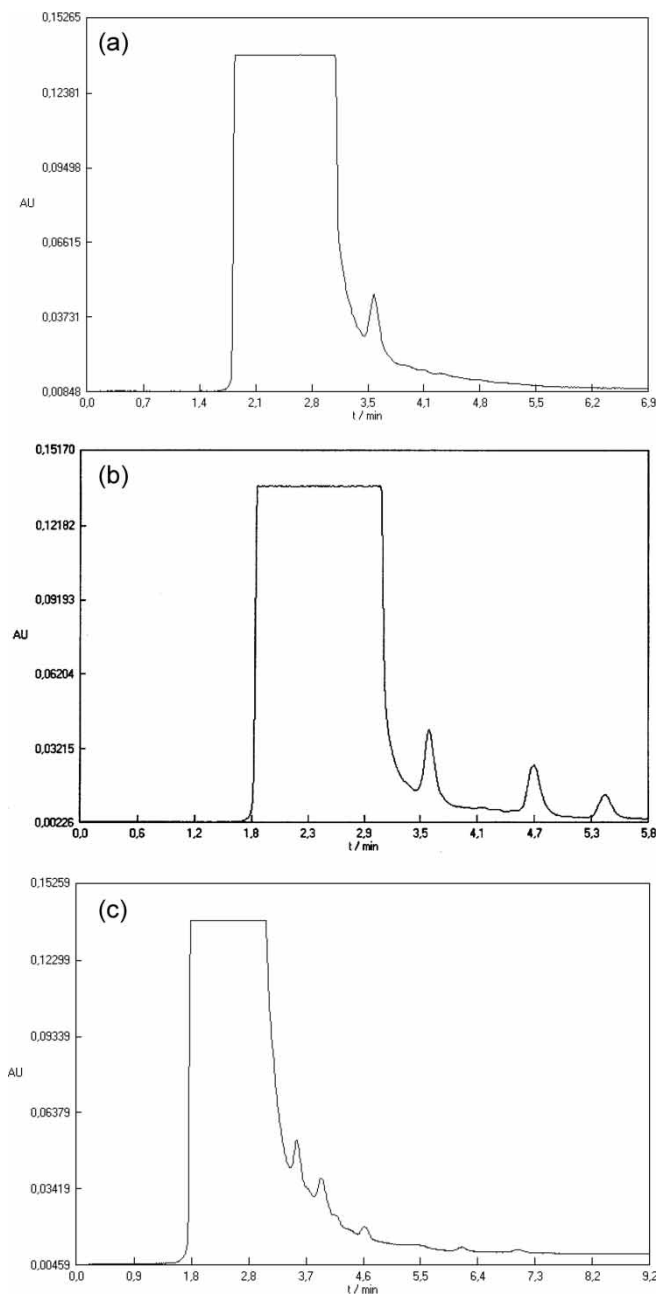 (a)
0,15265
0,12381
0,09498
AU
0,06615
0,03731
0,00848
0,0 0,7 1,4 2,1 2,8 3,5 4,1 4,8 5,5 6,2 6,9
t / min
(b)
0,15170
0,12182
0,09193
AU
0,06204
0,03215
0,00226
0,0 0,6 1,2 1,8 2,3 2,9 3,5 4,1 4,7 5,3 5,8
t / min
(c)
0,15259
0,12299
0,09339
AU
0,06379
0,03419
0,00459
0,0 0,9 1,8 2,8 3,7 4,6 5,5 6,4 7,3 8,2 9,2
t / min